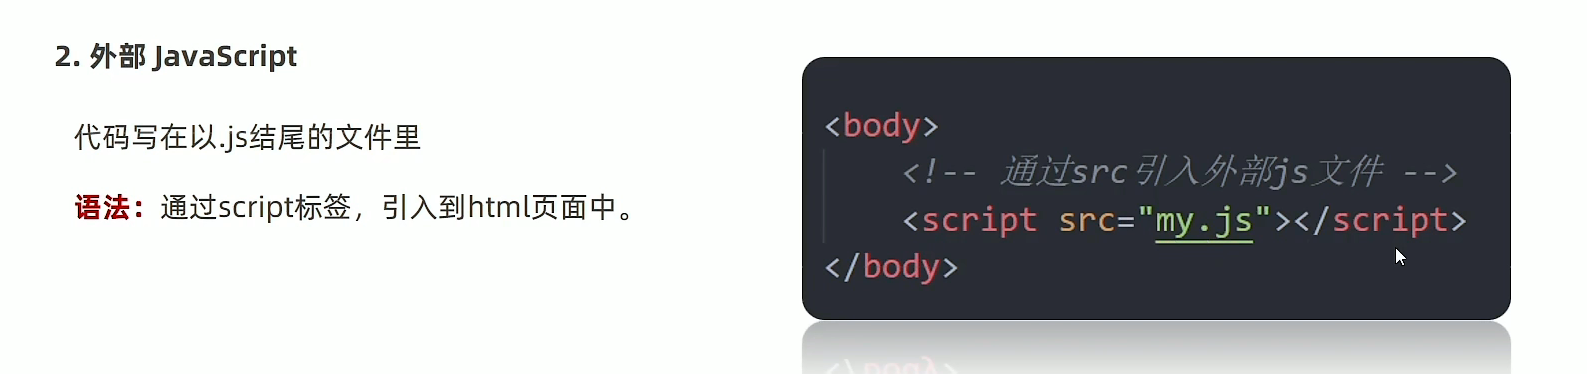 2. 外部 JavaScript
代码写在以.js结尾的文件里
语法：通过script标签，引入到html页面中。
<body>
<!-- 通过src引入外部js文件 -->
<script src="my.js"></script>
</body>